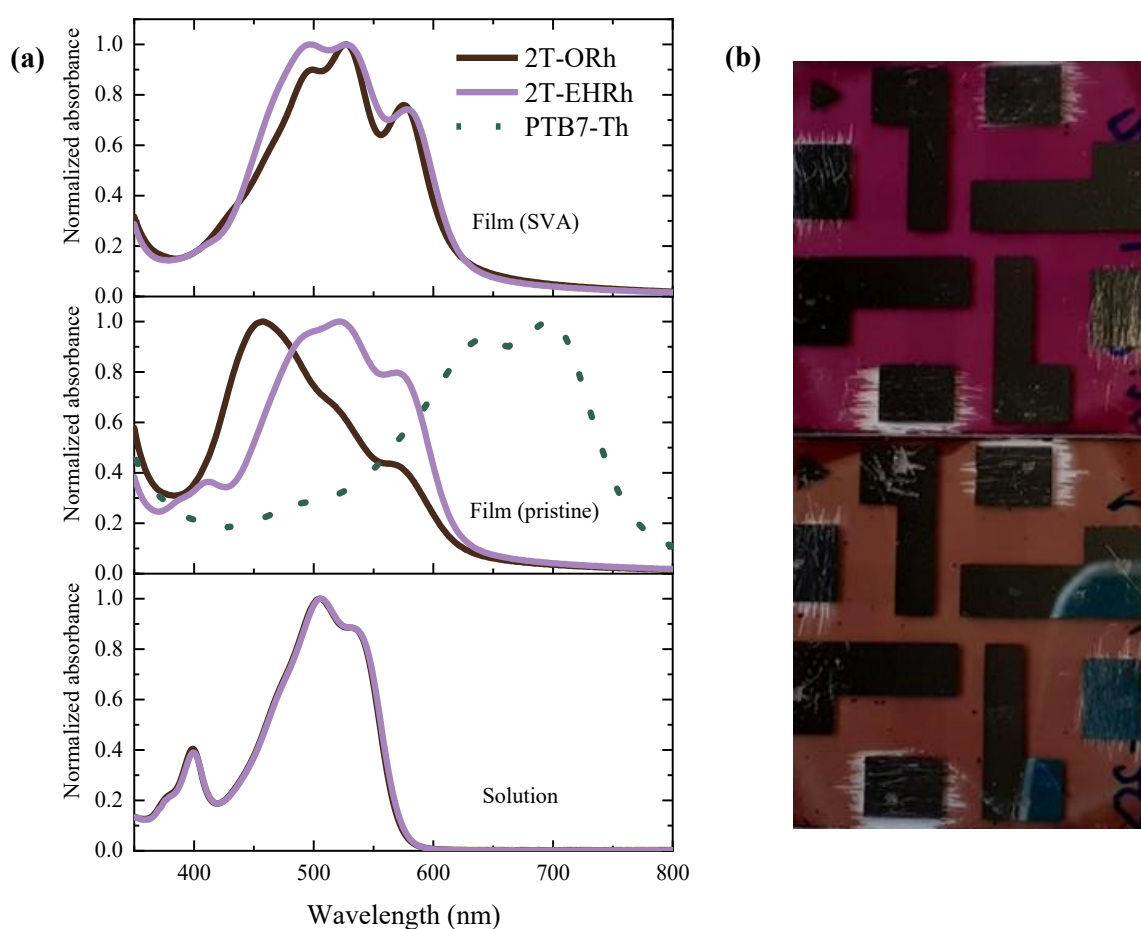 (a)
(b)
Normalized absorbance
1.0
0.8
0.6
0.4
0.2
0.0
2T-ORh
2T-EHRh
PTB7-Th
Film (SVA)
Normalized absorbance
1.0
0.8
0.6
0.4
0.2
0.0
Film (pristine)
Normalized absorbance
1.0
0.8
0.6
0.4
0.2
0.0
Solution
400 500 600 700 800
Wavelength (nm)